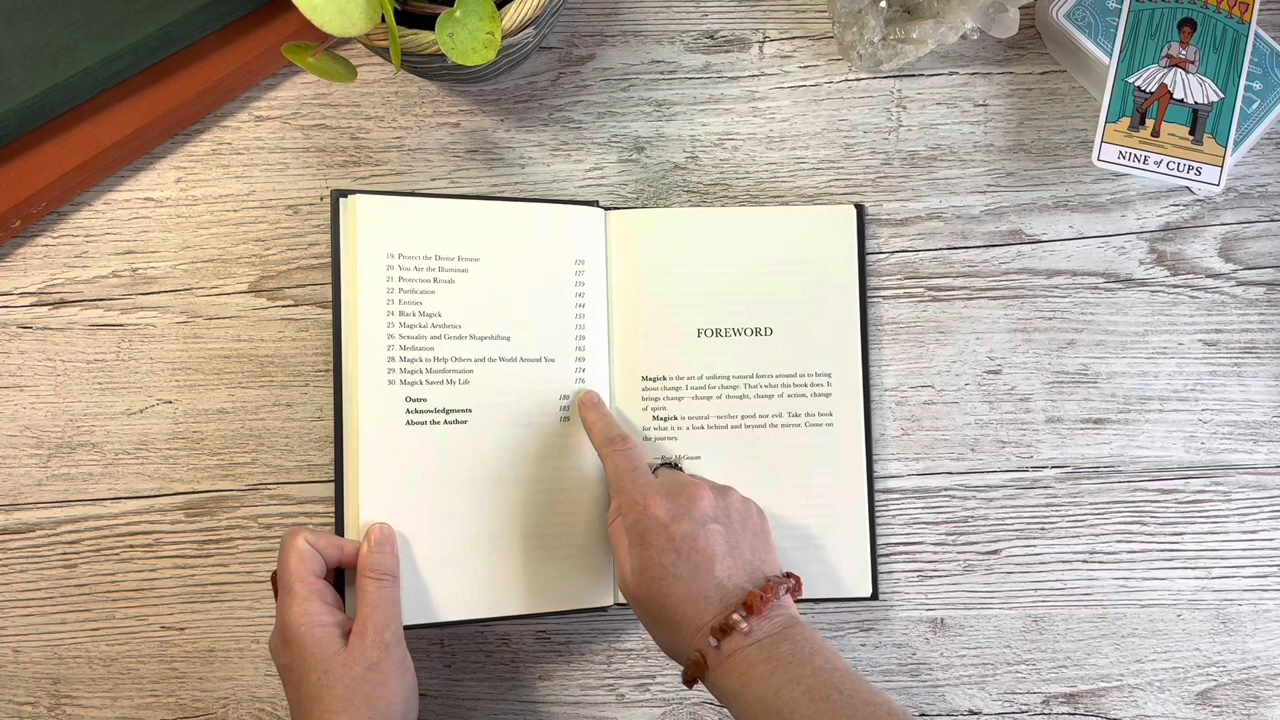 19. Protect the Divine Femme 120
20. You Are the Illuminati 127
21. Protection Rituals 139
22. Purification 142
23. Entities 144
24. Black Magick 153
25. Magickal Aesthetics 155
26. Sexuality and Gender Shapeshifting 159
27. Meditation 165
28. Magick to Help Others and the World Around You 169
29. Magick Misinformation 174
30. Magick Saved My Life 176
Outro 180
Acknowledgments 183
About the Author 189
FOREWORD
Magick is the art of utilizing natural forces around us to bring
about change. I stand for change. That's what this book does. It
brings change—change of thought, change of action, change
of spirit.
Magick is neutral—neither good nor evil. Take this book
for what it is: a look behind and beyond the mirror. Come on
the journey.
—Rose McGowan
NINE of CUPS